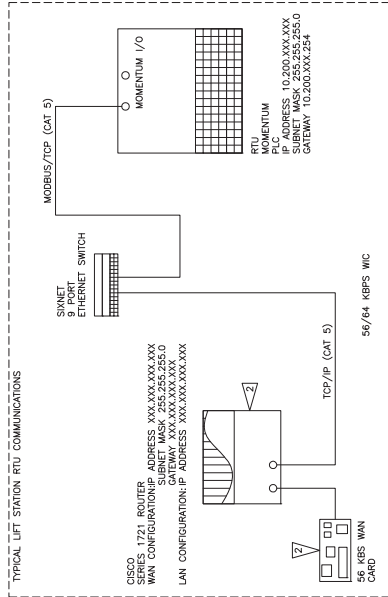 TYPICAL LIFT STATION RTU COMMUNICATIONS
CISCO
SERIES 1721 ROUTER
WAN CONFIGURATION:IP ADDRESS XXX.XXX.XXX.XXX
SUBNET MASK 255.255.255.0
GATEWAY XXX.XXX.XXX.XXX
LAN CONFIGURATION:IP ADDRESS XXX.XXX.XXX.XXX
SIXNET
9 PORT
ETHERNET SWITCH
MODBUS/TCP (CAT 5)
MOMENTUM I/O
RTU
MOMENTUM
PLC
IP ADDRESS 10.200.XXX.XXX
SUBNET MASK 255.255.255.0
GATEWAY 10.200.XXX.254
2
2
TCP/IP (CAT 5)
56 KBS WAN
CARD
56/64 KBPS WIC